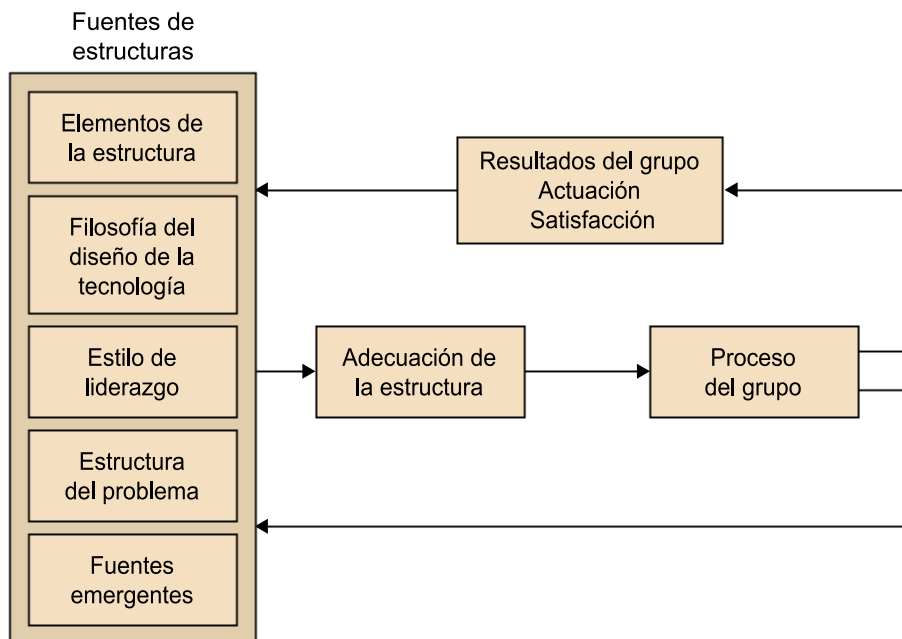 Fuentes de
estructuras
Elementos de
la estructura
Filosofía del
diseño de la
tecnología
Estilo de
liderazgo
Estructura
del problema
Fuentes
emergentes
Adecuación de
la estructura
Resultados del grupo
Actuación
Satisfacción
Proceso
del grupo